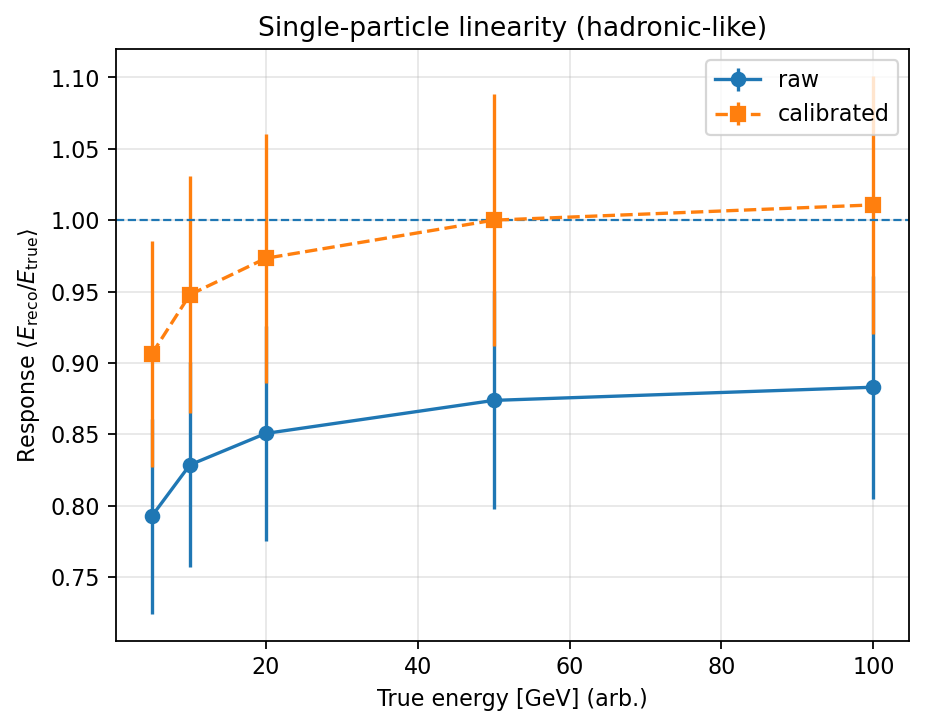 Single-particle linearity (hadronic-like)
raw
calibrated
Response ⟨E_reco/E_true⟩
1.10
1.05
1.00
0.95
0.90
0.85
0.80
0.75
20 40 60 80 100
True energy [GeV] (arb.)